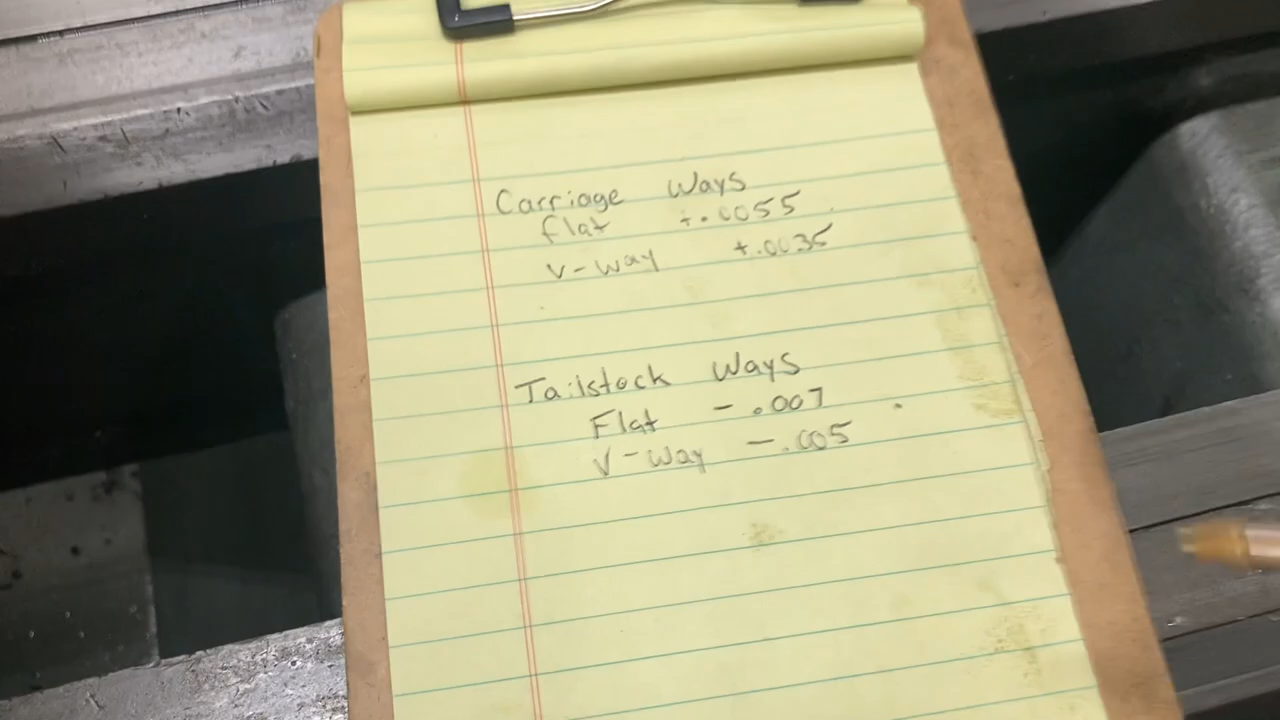 Carriage Ways
flat +.0055
v-way +.0035
Tailstock Ways
Flat -.007
V-Way -.005